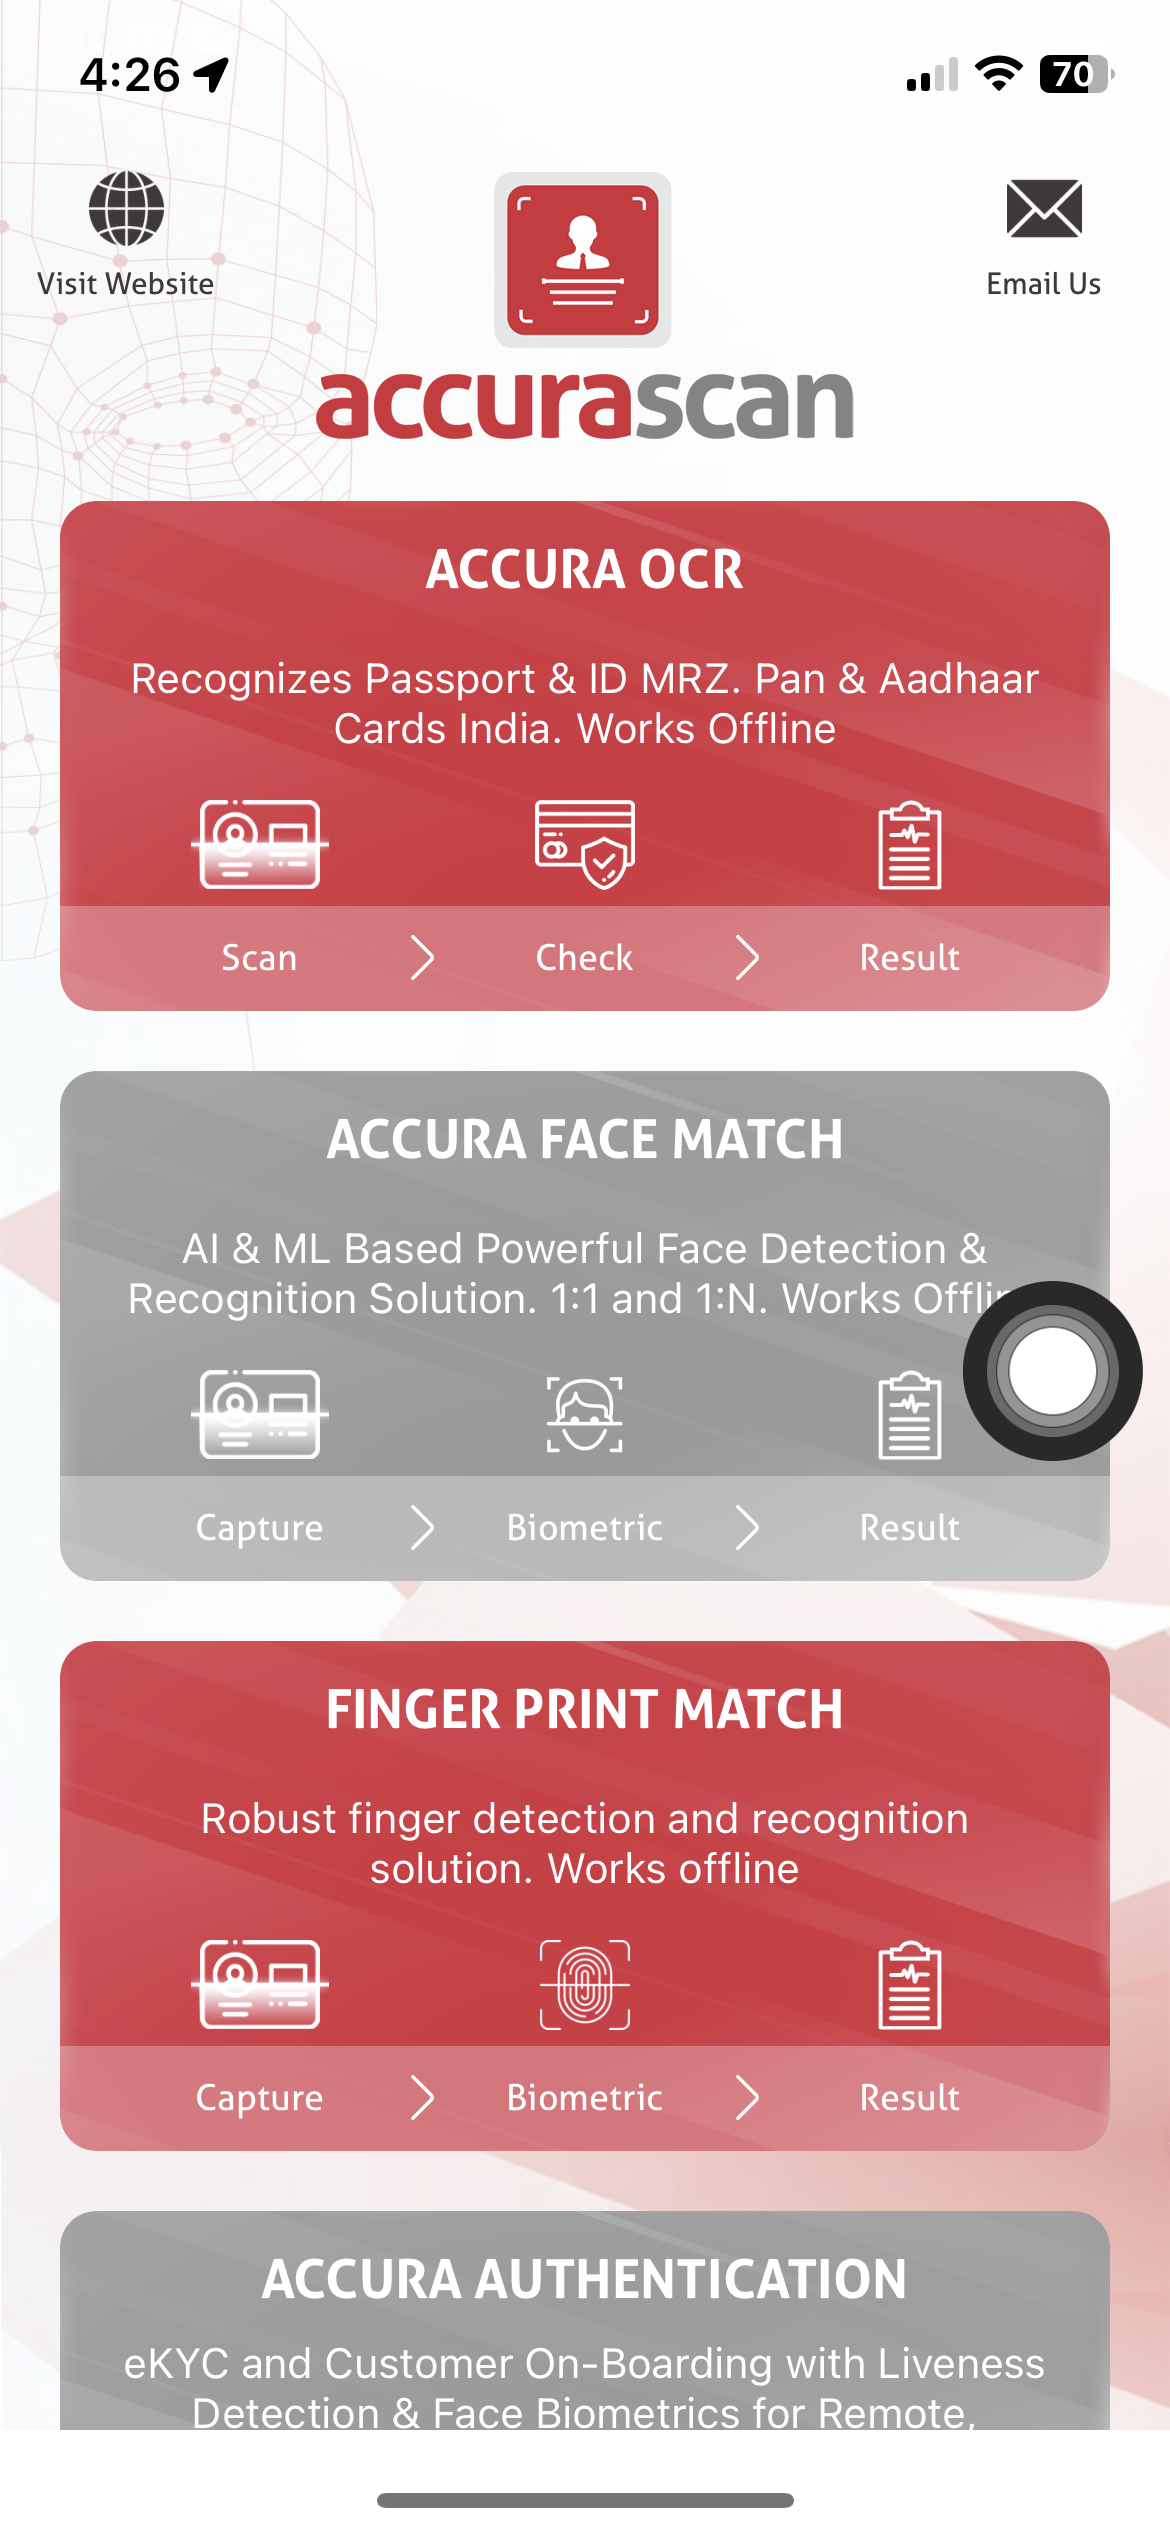 4:26
70
Visit Website
Email Us
accurascan
ACCURA OCR
Recognizes Passport & ID MRZ. Pan & Aadhaar
Cards India. Works Offline
Scan
Check
Result
ACCURA FACE MATCH
AI & ML Based Powerful Face Detection &
Recognition Solution. 1:1 and 1:N. Works
Capture
Biometric
Result
FINGER PRINT MATCH
Robust finger detection and recognition
solution. Works offline
Capture
Biometric
Result
ACCURA AUTHENTICATION
eKYC and Customer On-Boarding with Liveness
Detection & Face Biometrics for Remote,